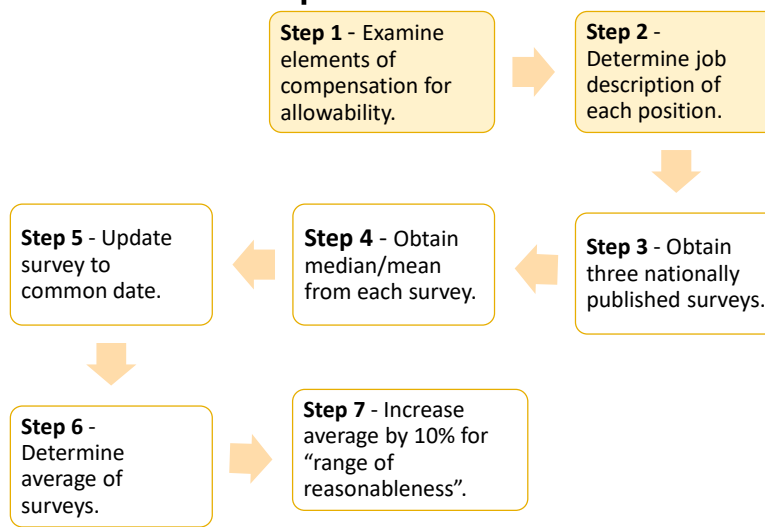 Step 1 - Examine
elements of
compensation for
allowability.
Step 2 -
Determine job
description of
each position.
Step 3 - Obtain
three nationally
published surveys.
Step 4 - Obtain
median/mean
from each survey.
Step 5 - Update
survey to
common date.
Step 6 -
Determine
average of
surveys.
Step 7 - Increase
average by 10% for
“range of
reasonableness”.